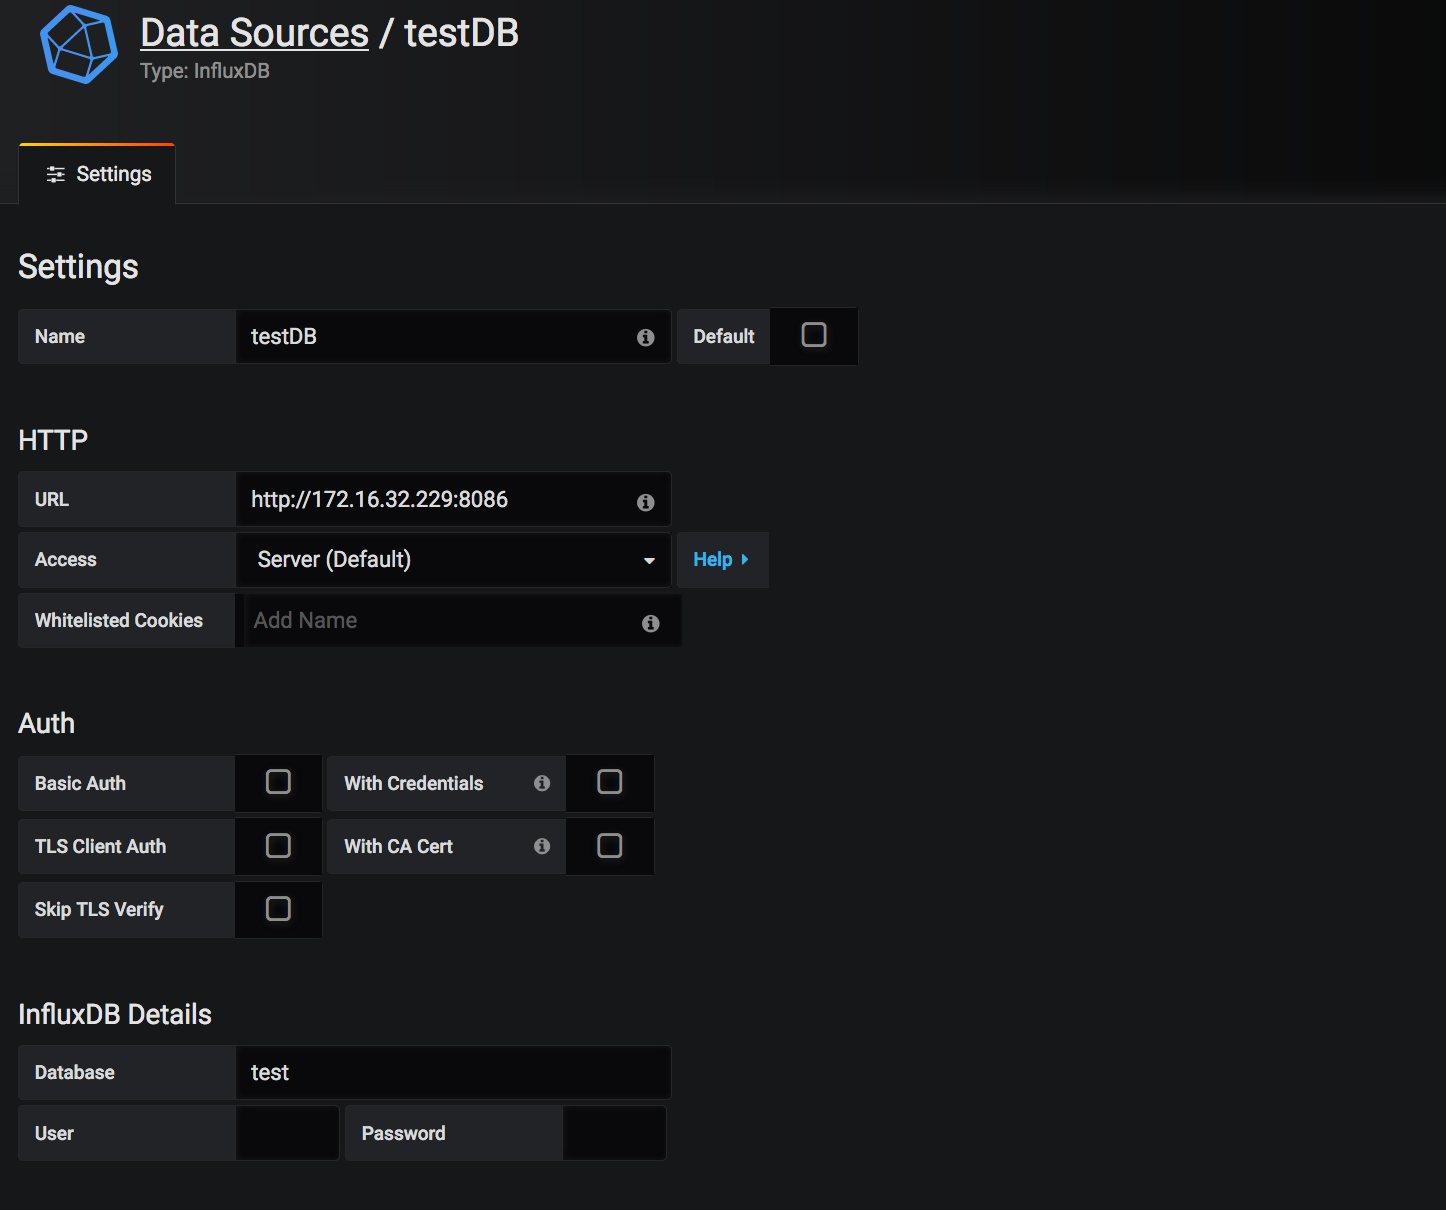 Data Sources / testDB
Type: InfluxDB
Settings
Settings
Name testDB Default
HTTP
URL http://172.16.32.229:8086
Access Server (Default) Help
Whitelisted Cookies Add Name
Auth
Basic Auth With Credentials
TLS Client Auth With CA Cert
Skip TLS Verify
InfluxDB Details
Database test
User Password